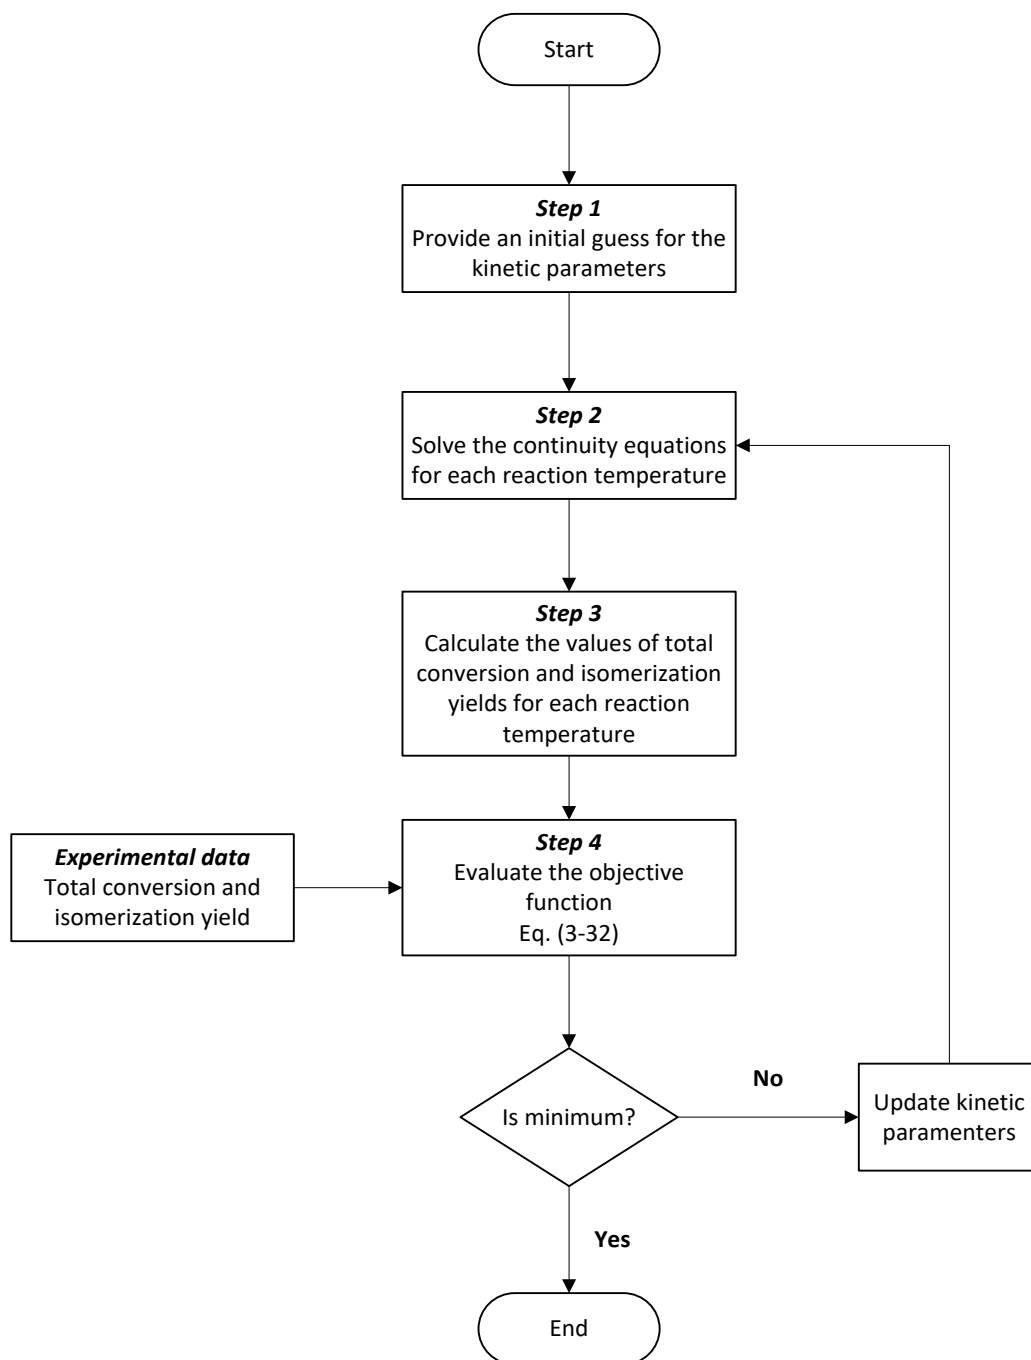 Start
Step 1
Provide an initial guess for the
kinetic parameters
Step 2
Solve the continuity equations
for each reaction temperature
Step 3
Calculate the values of total
conversion and isomerization
yields for each reaction
temperature
Experimental data
Total conversion and
isomerization yield
Step 4
Evaluate the objective
function
Eq. (3-32)
Is minimum?
No
Update kinetic
paramenters
Yes
End